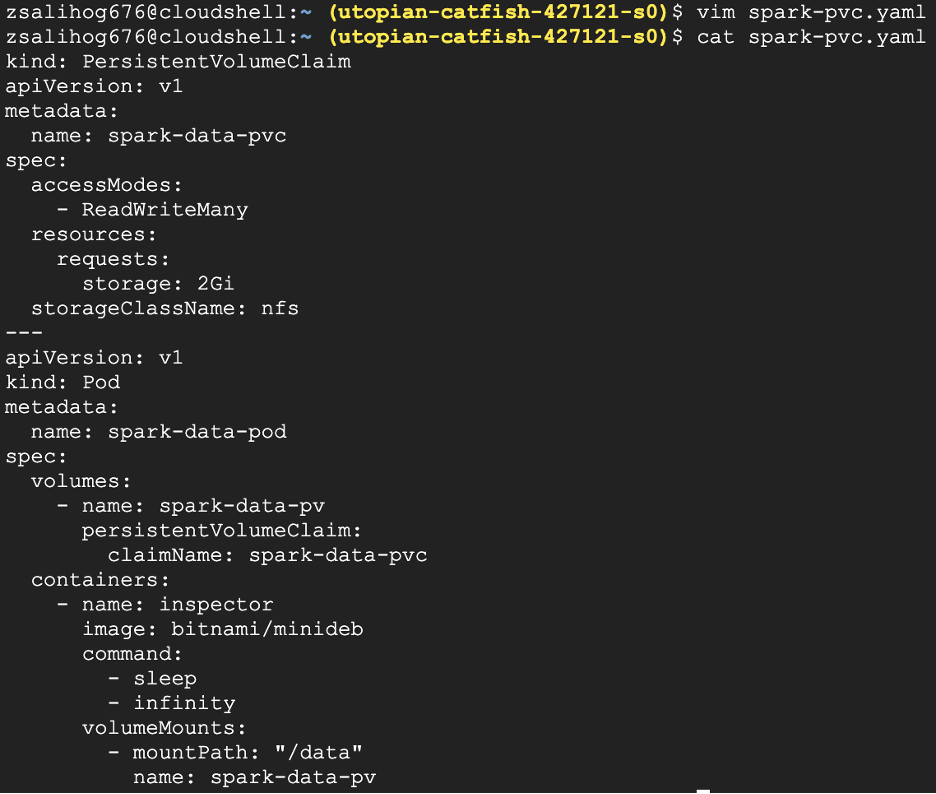 zsalihog676@cloudshell:~ (utopian-catfish-427121-s0)$ vim spark-pvc.yaml
zsalihog676@cloudshell:~ (utopian-catfish-427121-s0)$ cat spark-pvc.yaml
kind: PersistentVolumeClaim
apiVersion: v1
metadata:
  name: spark-data-pvc
spec:
  accessModes:
    - ReadWriteMany
  resources:
    requests:
      storage: 2Gi
  storageClassName: nfs
---
apiVersion: v1
kind: Pod
metadata:
  name: spark-data-pod
spec:
  volumes:
    - name: spark-data-pv
      persistentVolumeClaim:
        claimName: spark-data-pvc
  containers:
    - name: inspector
      image: bitnami/minideb
      command:
        - sleep
        - infinity
      volumeMounts:
        - mountPath: "/data"
          name: spark-data-pv